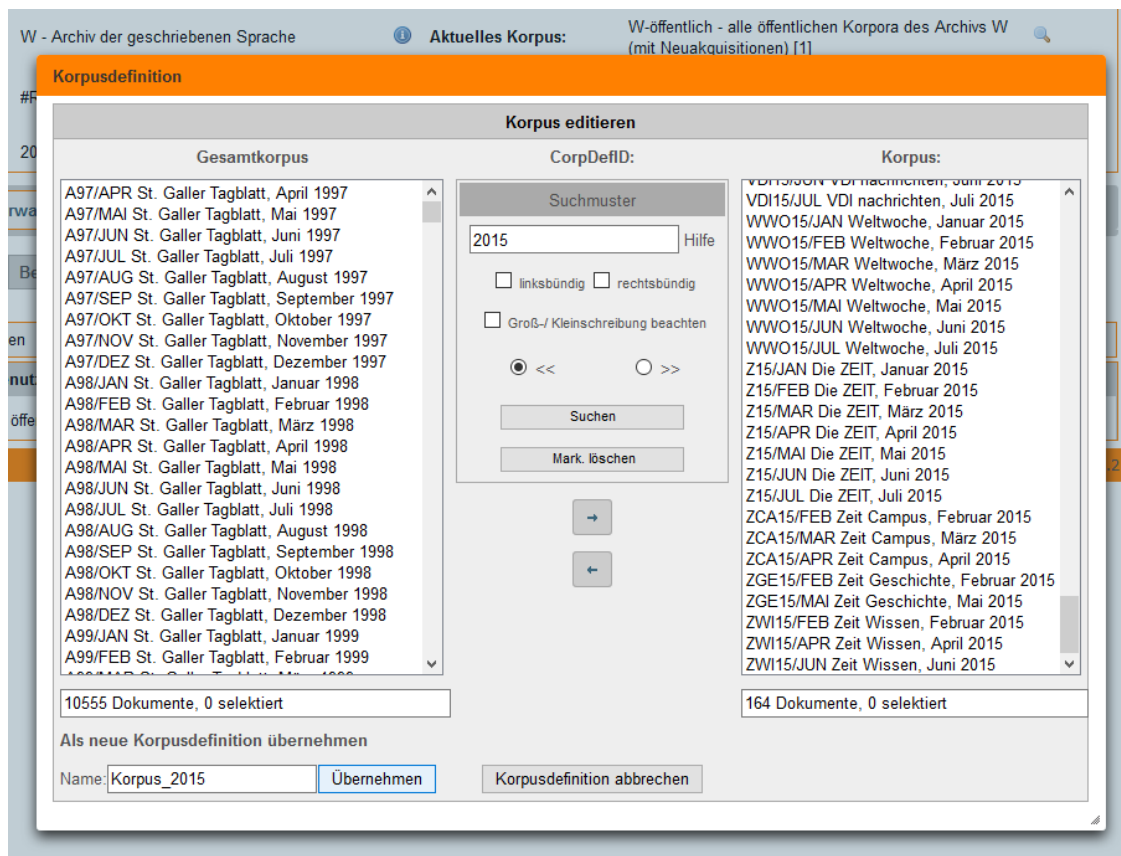 W - Archiv der geschriebenen Sprache
Aktuelles Korpus:
W-öffentlich - alle öffentlichen Korpora des Archivs W
(mit Neuakquisitionen) [1]
Korpusdefinition
20
Korpus editieren
Gesamtkorpus
A97/APR St. Galler Tagblatt, April 1997
A97/MAI St. Galler Tagblatt, Mai 1997
A97/JUN St. Galler Tagblatt, Juni 1997
A97/JUL St. Galler Tagblatt, Juli 1997
A97/AUG St. Galler Tagblatt, August 1997
A97/SEP St. Galler Tagblatt, September 1997
A97/OKT St. Galler Tagblatt, Oktober 1997
A97/NOV St. Galler Tagblatt, November 1997
A97/DEZ St. Galler Tagblatt, Dezember 1997
A98/JAN St. Galler Tagblatt, Januar 1998
A98/FEB St. Galler Tagblatt, Februar 1998
A98/MAR St. Galler Tagblatt, März 1998
A98/APR St. Galler Tagblatt, April 1998
A98/MAI St. Galler Tagblatt, Mai 1998
A98/JUN St. Galler Tagblatt, Juni 1998
A98/JUL St. Galler Tagblatt, Juli 1998
A98/AUG St. Galler Tagblatt, August 1998
A98/SEP St. Galler Tagblatt, September 1998
A98/OKT St. Galler Tagblatt, Oktober 1998
A98/NOV St. Galler Tagblatt, November 1998
A98/DEZ St. Galler Tagblatt, Dezember 1998
A99/JAN St. Galler Tagblatt, Januar 1999
A99/FEB St. Galler Tagblatt, Februar 1999
10555 Dokumente, 0 selektiert
CorpDefID:
Suchmuster
2015
Hilfe
linksbündig
rechtsbündig
Groß-/ Kleinschreibung beachten
<<
>>
Suchen
Mark. löschen
→
←
Korpus:
VDI15/JUN VDI nachrichten, Juni 2015
VDI15/JUL VDI nachrichten, Juli 2015
WWO15/JAN Weltwoche, Januar 2015
WWO15/FEB Weltwoche, Februar 2015
WWO15/MAR Weltwoche, März 2015
WWO15/APR Weltwoche, April 2015
WWO15/MAI Weltwoche, Mai 2015
WWO15/JUN Weltwoche, Juni 2015
WWO15/JUL Weltwoche, Juli 2015
Z15/JAN Die ZEIT, Januar 2015
Z15/FEB Die ZEIT, Februar 2015
Z15/MAR Die ZEIT, März 2015
Z15/APR Die ZEIT, April 2015
Z15/MAI Die ZEIT, Mai 2015
Z15/JUN Die ZEIT, Juni 2015
Z15/JUL Die ZEIT, Juli 2015
ZCA15/FEB Zeit Campus, Februar 2015
ZCA15/MAR Zeit Campus, März 2015
ZCA15/APR Zeit Campus, April 2015
ZGE15/FEB Zeit Geschichte, Februar 2015
ZGE15/MAI Zeit Geschichte, Mai 2015
ZWI15/FEB Zeit Wissen, Februar 2015
ZWI15/APR Zeit Wissen, April 2015
ZWI15/JUN Zeit Wissen, Juni 2015
164 Dokumente, 0 selektiert
Als neue Korpusdefinition übernehmen
Name:
Korpus_2015
Übernehmen
Korpusdefinition abbrechen